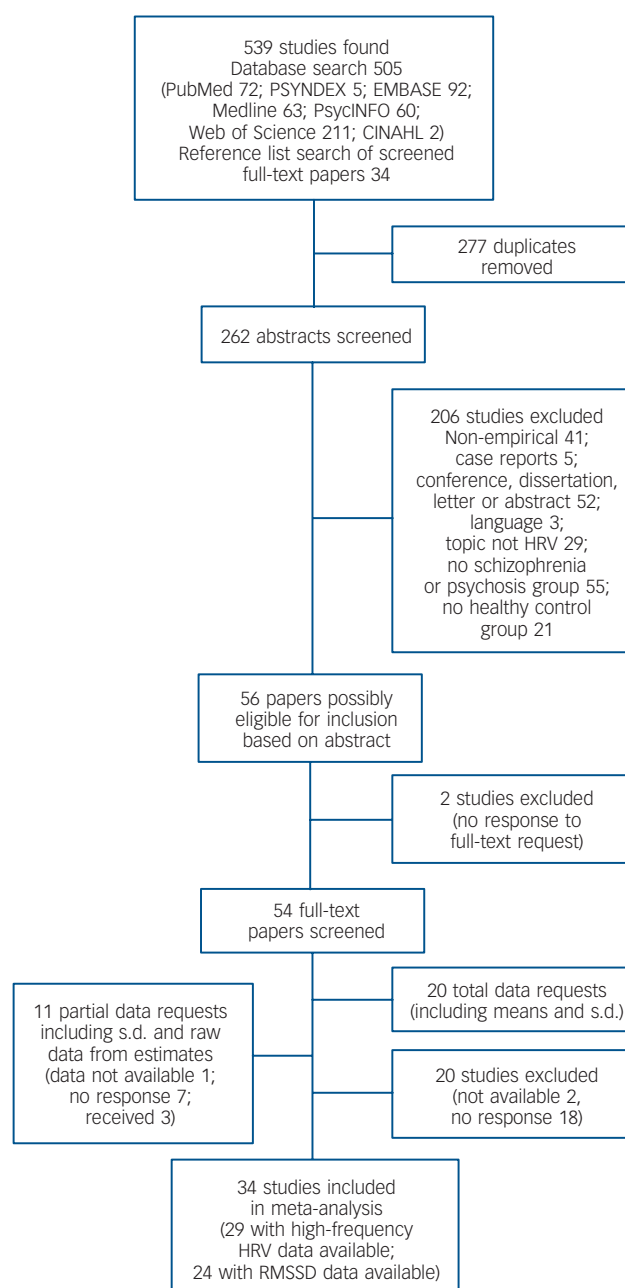 539 studies found
Database search 505
(PubMed 72; PSYNDEX 5; EMBASE 92;
Medline 63; PsycINFO 60;
Web of Science 211; CINAHL 2)
Reference list search of screened
full-text papers 34
277 duplicates
removed
262 abstracts screened
206 studies excluded
Non-empirical 41;
case reports 5;
conference, dissertation,
letter or abstract 52;
language 3;
topic not HRV 29;
no schizophrenia
or psychosis group 55;
no healthy control
group 21
56 papers possibly
eligible for inclusion
based on abstract
2 studies excluded
(no response to
full-text request)
54 full-text
papers screened
11 partial data requests
including s.d. and raw
data from estimates
(data not available 1;
no response 7;
received 3)
20 total data requests
(including means and s.d.)
20 studies excluded
(not available 2,
no response 18)
34 studies included
in meta-analysis
(29 with high-frequency
HRV data available;
24 with RMSSD data available)